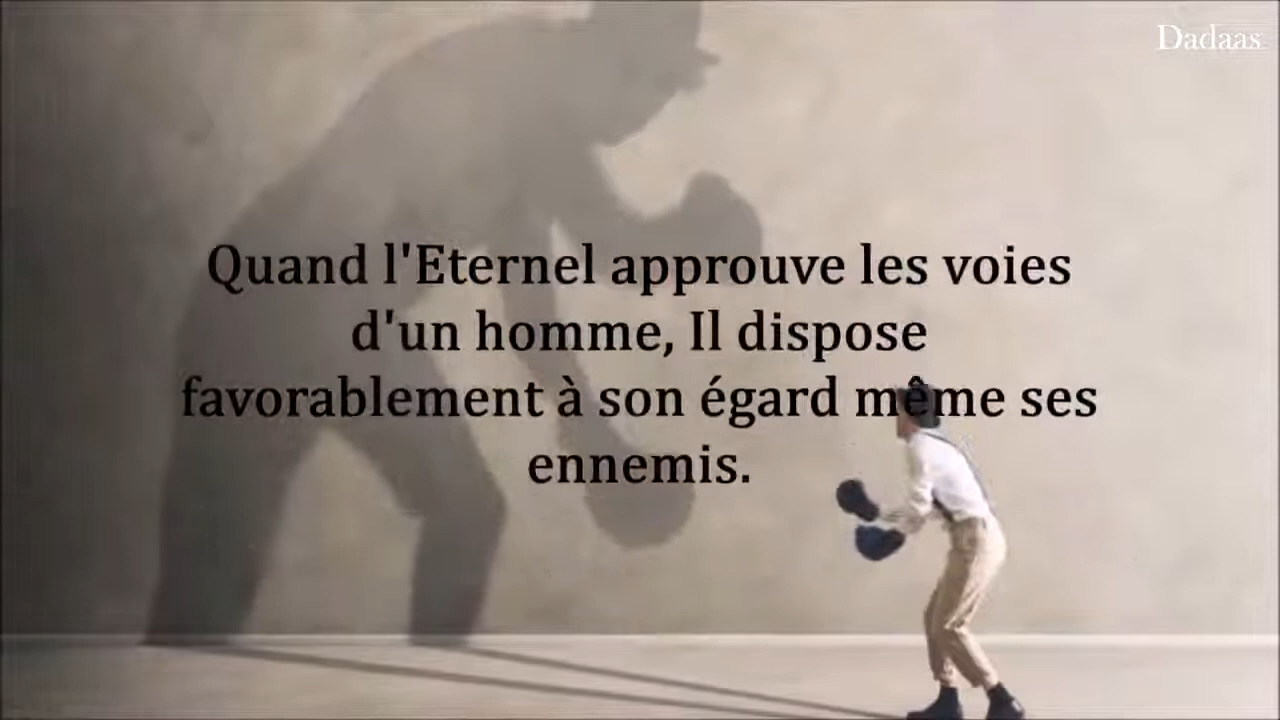 Dadaas
Quand l'Eternel approuve les voies
d'un homme, Il dispose
favorablement à son égard même ses
ennemis.